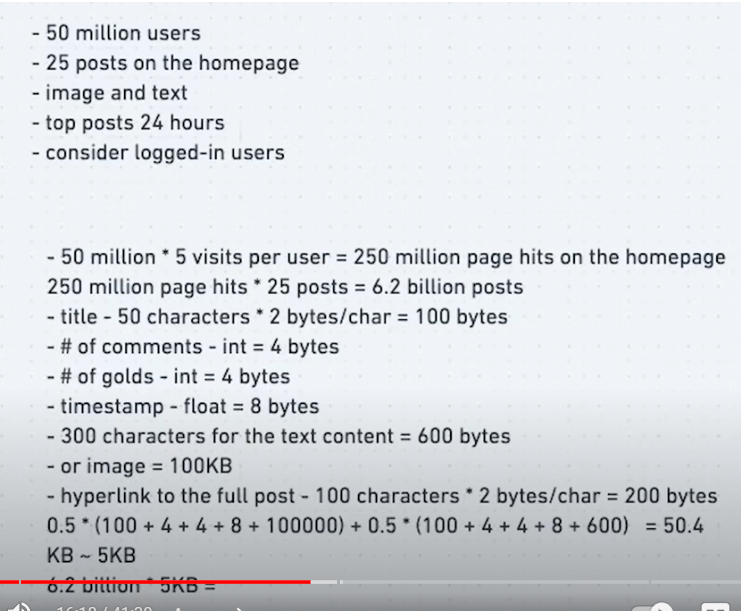 - 50 million users
- 25 posts on the homepage
- image and text
- top posts 24 hours
- consider logged-in users
- 50 million * 5 visits per user = 250 million page hits on the homepage
250 million page hits * 25 posts = 6.2 billion posts
- title - 50 characters * 2 bytes/char = 100 bytes
- # of comments - int = 4 bytes
- # of golds - int = 4 bytes
- timestamp - float = 8 bytes
- 300 characters for the text content = 600 bytes
- or image = 100KB
- hyperlink to the full post - 100 characters * 2 bytes/char = 200 bytes
0.5 * (100 + 4 + 4 + 8 + 100000) + 0.5 * (100 + 4 + 4 + 8 + 600) = 50.4
KB ~ 5KB
6.2 billion * 5KB =